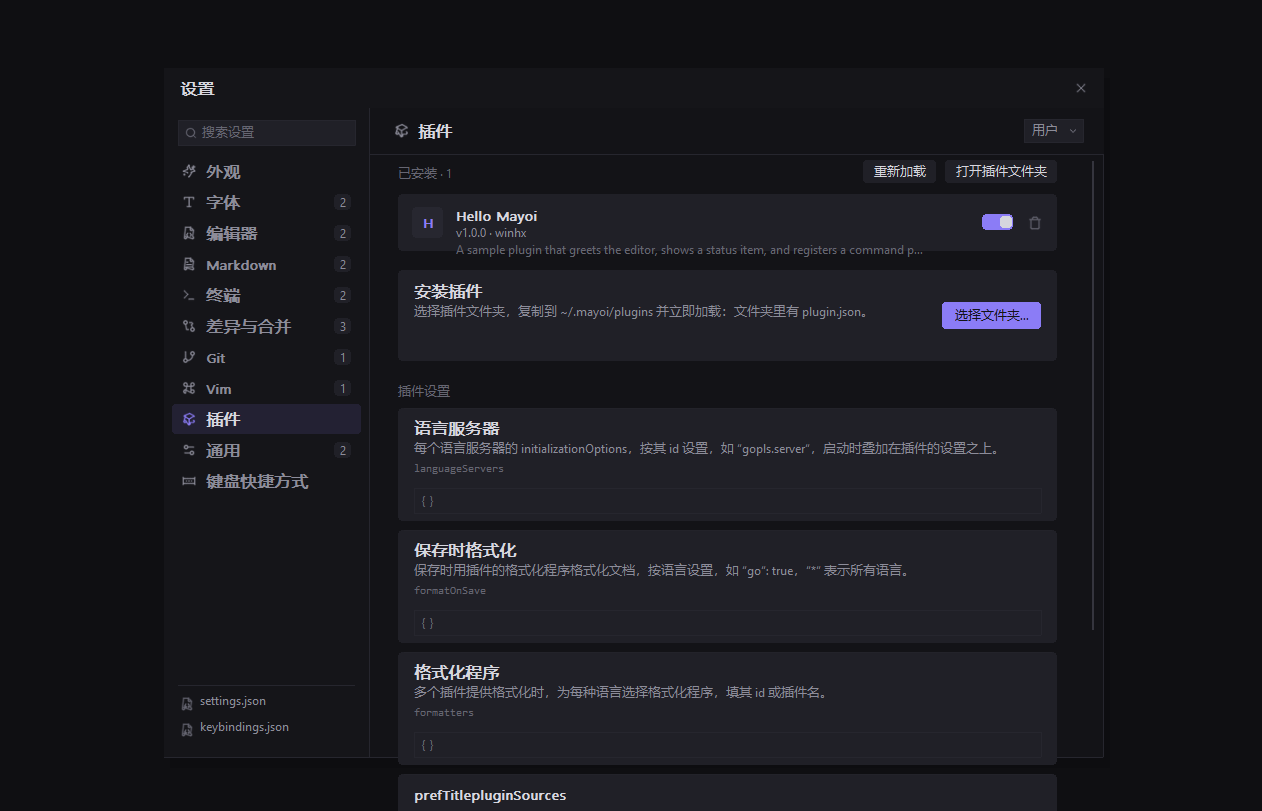 设置
搜索设置
外观
字体 2
编辑器 2
Markdown 2
终端 2
差异与合并 3
Git 1
Vim 1
插件
通用 2
键盘快捷方式
settings.json
keybindings.json
插件
用户
已安装 · 1
重新加载
打开插件文件夹
H
Hello Mayoi
v1.0.0 · winhx
A sample plugin that greets the editor, shows a status item, and registers a command p...
安装插件
选择插件文件夹，复制到 ~/.mayoi/plugins 并立即加载：文件夹里有 plugin.json。
选择文件夹...
插件设置
语言服务器
每个语言服务器的 initializationOptions，按其 id 设置，如 "gopls.server"，启动时叠加在插件的设置之上。
languageServers
{ }
保存时格式化
保存时用插件的格式化程序格式化文档，按语言设置，如 "go": true，"*" 表示所有语言。
formatOnSave
{ }
格式化程序
多个插件提供格式化时，为每种语言选择格式化程序，填其 id 或插件名。
formatters
{ }
prefTitlepluginSources